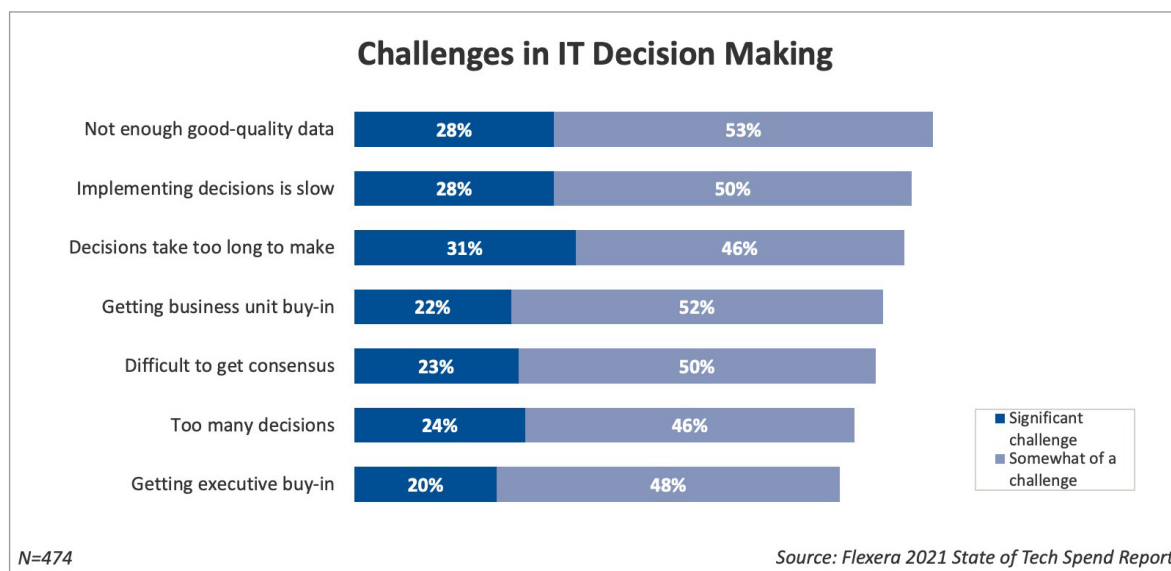 Challenges in IT Decision Making
Not enough good-quality data
28%
53%
Implementing decisions is slow
28%
50%
Decisions take too long to make
31%
46%
Getting business unit buy-in
22%
52%
Difficult to get consensus
23%
50%
Too many decisions
24%
46%
Getting executive buy-in
20%
48%
Significant
challenge
Somewhat of a
challenge
N=474
Source: Flexera 2021 State of Tech Spend Report